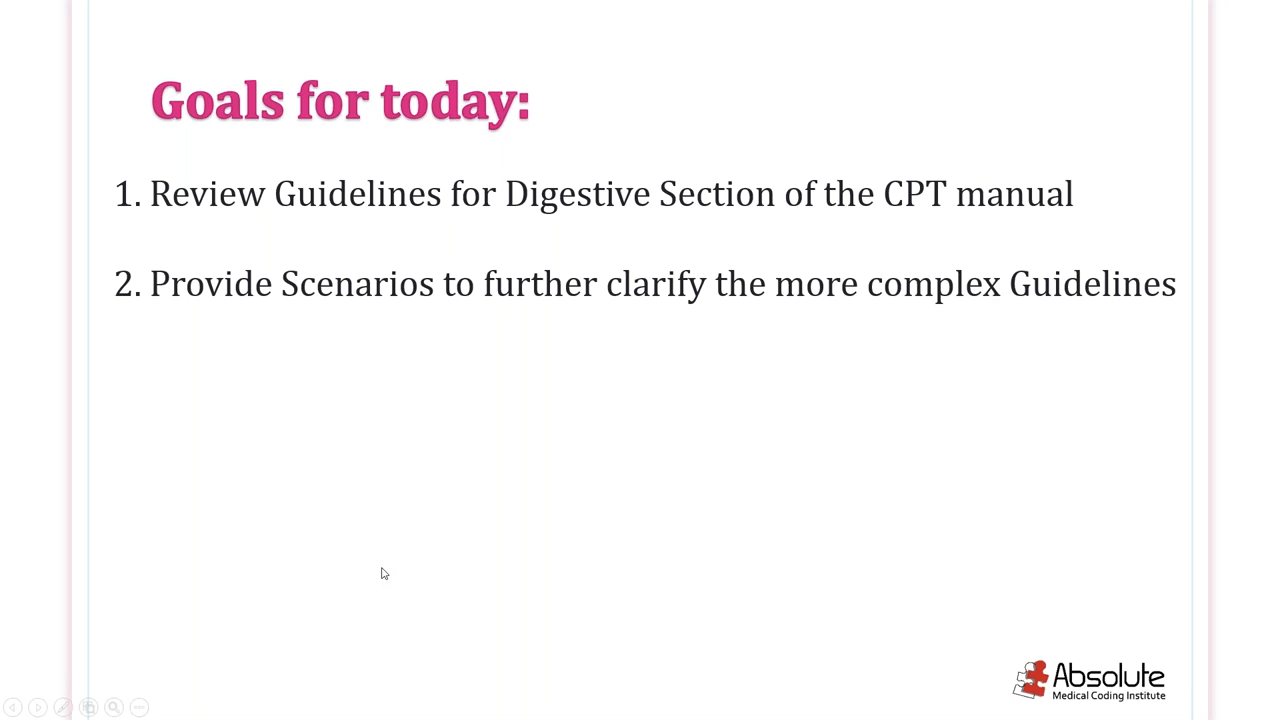 Goals for today:
1. Review Guidelines for Digestive Section of the CPT manual
2. Provide Scenarios to further clarify the more complex Guidelines
Absolute
Medical Coding Institute